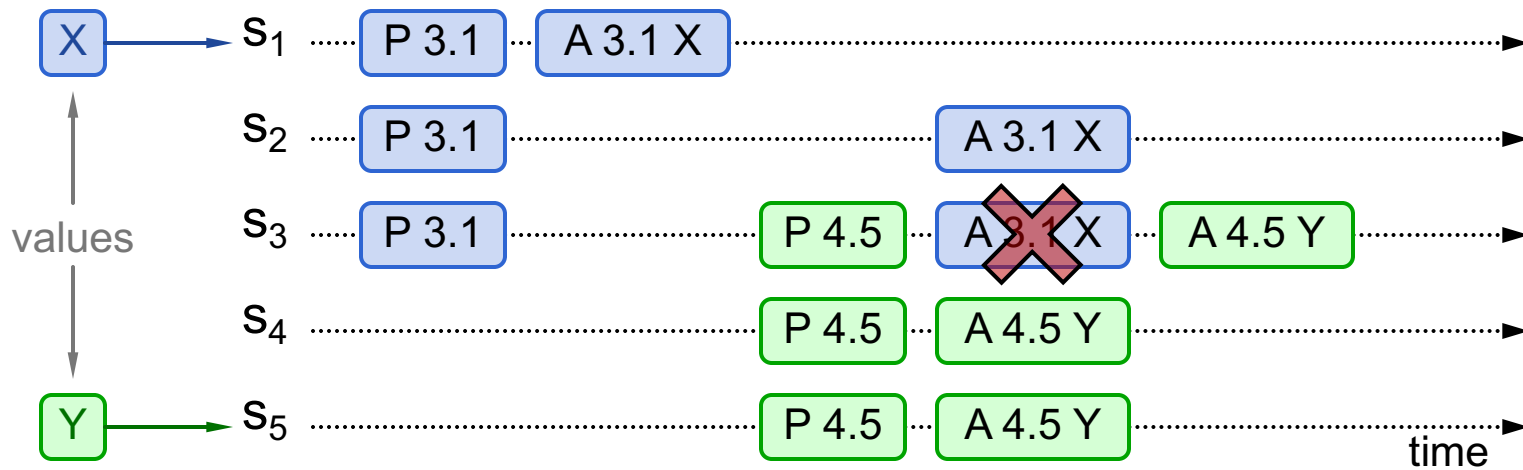 X S1 P 3.1 A 3.1 X
S2 P 3.1 A 3.1 X
values S3 P 3.1 P 4.5 A 3.1 X A 4.5 Y
S4 P 4.5 A 4.5 Y
Y S5 P 4.5 A 4.5 Y
time